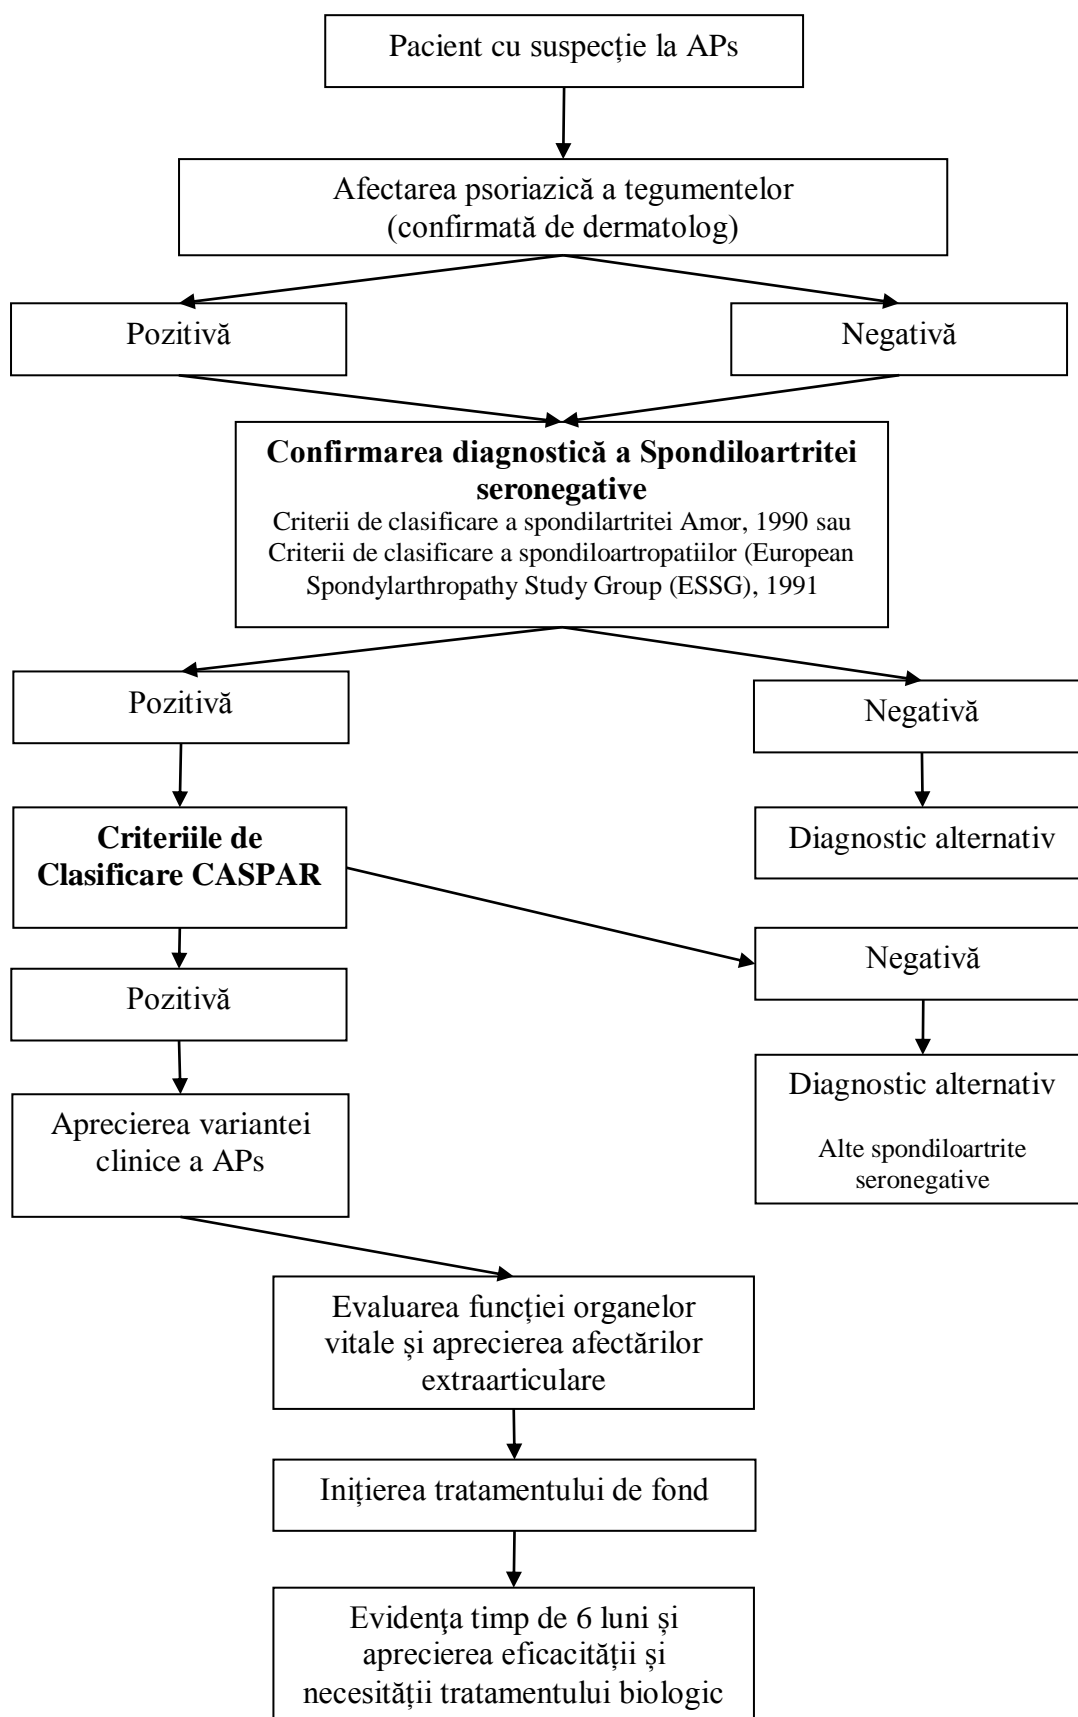 Pacient cu suspecție la APs
Afectarea psoriazică a tegumentelor
(confirmată de dermatolog)
Pozitivă
Negativă
Confirmarea diagnostică a Spondiloartritei
seronegative
Criterii de clasificare a spondilartritei Amor, 1990 sau
Criterii de clasificare a spondiloartropatiilor (European
Spondylarthropathy Study Group (ESSG), 1991
Pozitivă
Negativă
Criteriile de
Clasificare CASPAR
Diagnostic alternativ
Negativă
Pozitivă
Diagnostic alternativ
Alte spondiloartrite
seronegative
Aprecierea variantei
clinice a APs
Evaluarea funcției organelor
vitale și aprecierea afectărilor
extraarticulare
Inițierea tratamentului de fond
Evidenţa timp de 6 luni și
aprecierea eficacității și
necesității tratamentului biologic